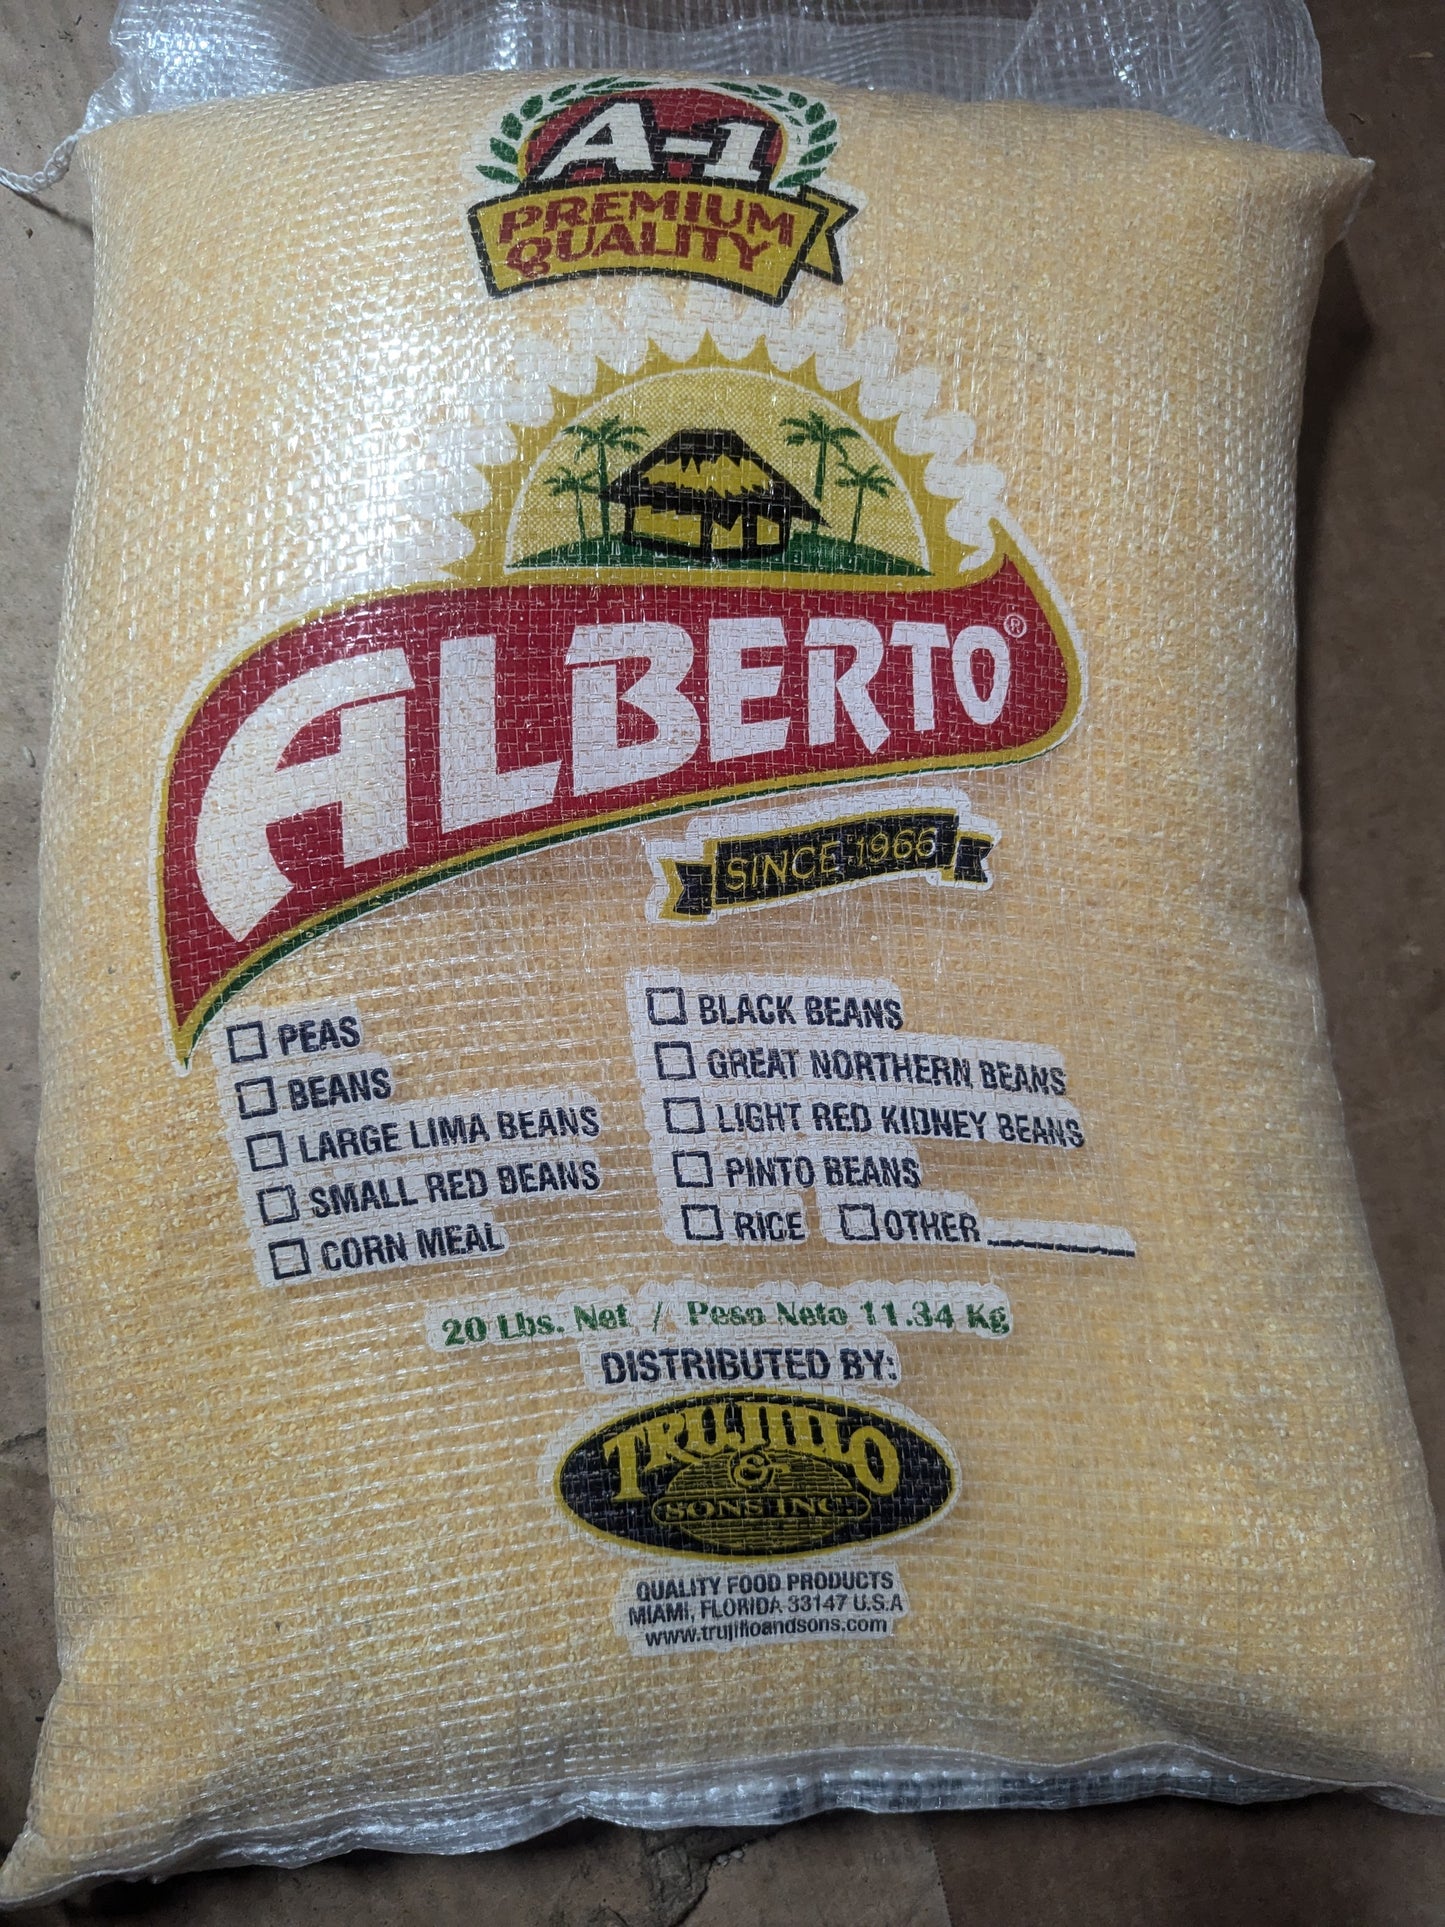 A-1
PREMIUM
QUALITY
ALBERTO®
SINCE 1966
PEAS
BEANS
LARGE LIMA BEANS
SMALL RED BEANS
CORN MEAL
BLACK BEANS
GREAT NORTHERN BEANS
LIGHT RED KIDNEY BEANS
PINTO BEANS
RICE OTHER
20 Lbs. Net / Peso Neto 11.34 Kg
DISTRIBUTED BY:
TRUJILLO
&
SONS INC.
QUALITY FOOD PRODUCTS
MIAMI, FLORIDA 33147 U.S.A
www.trujilloandsons.com